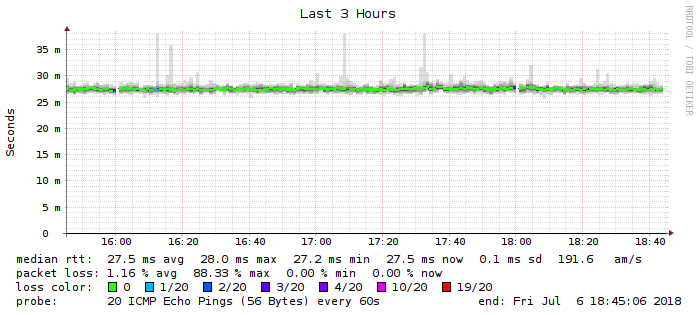 Last 3 Hours
RRDTOOL / TOBI OETIKER
Seconds
35 m
30 m
25 m
20 m
15 m
10 m
5 m
0
16:00 16:20 16:40 17:00 17:20 17:40 18:00 18:20 18:40
median rtt: 27.5 ms avg 28.0 ms max 27.2 ms min 27.5 ms now 0.1 ms sd 191.6 am/s
packet loss: 1.16 % avg 88.33 % max 0.00 % min 0.00 % now
loss color: 0 1/20 2/20 3/20 4/20 10/20 19/20
probe: 20 ICMP Echo Pings (56 Bytes) every 60s end: Fri Jul 6 18:45:06 2018